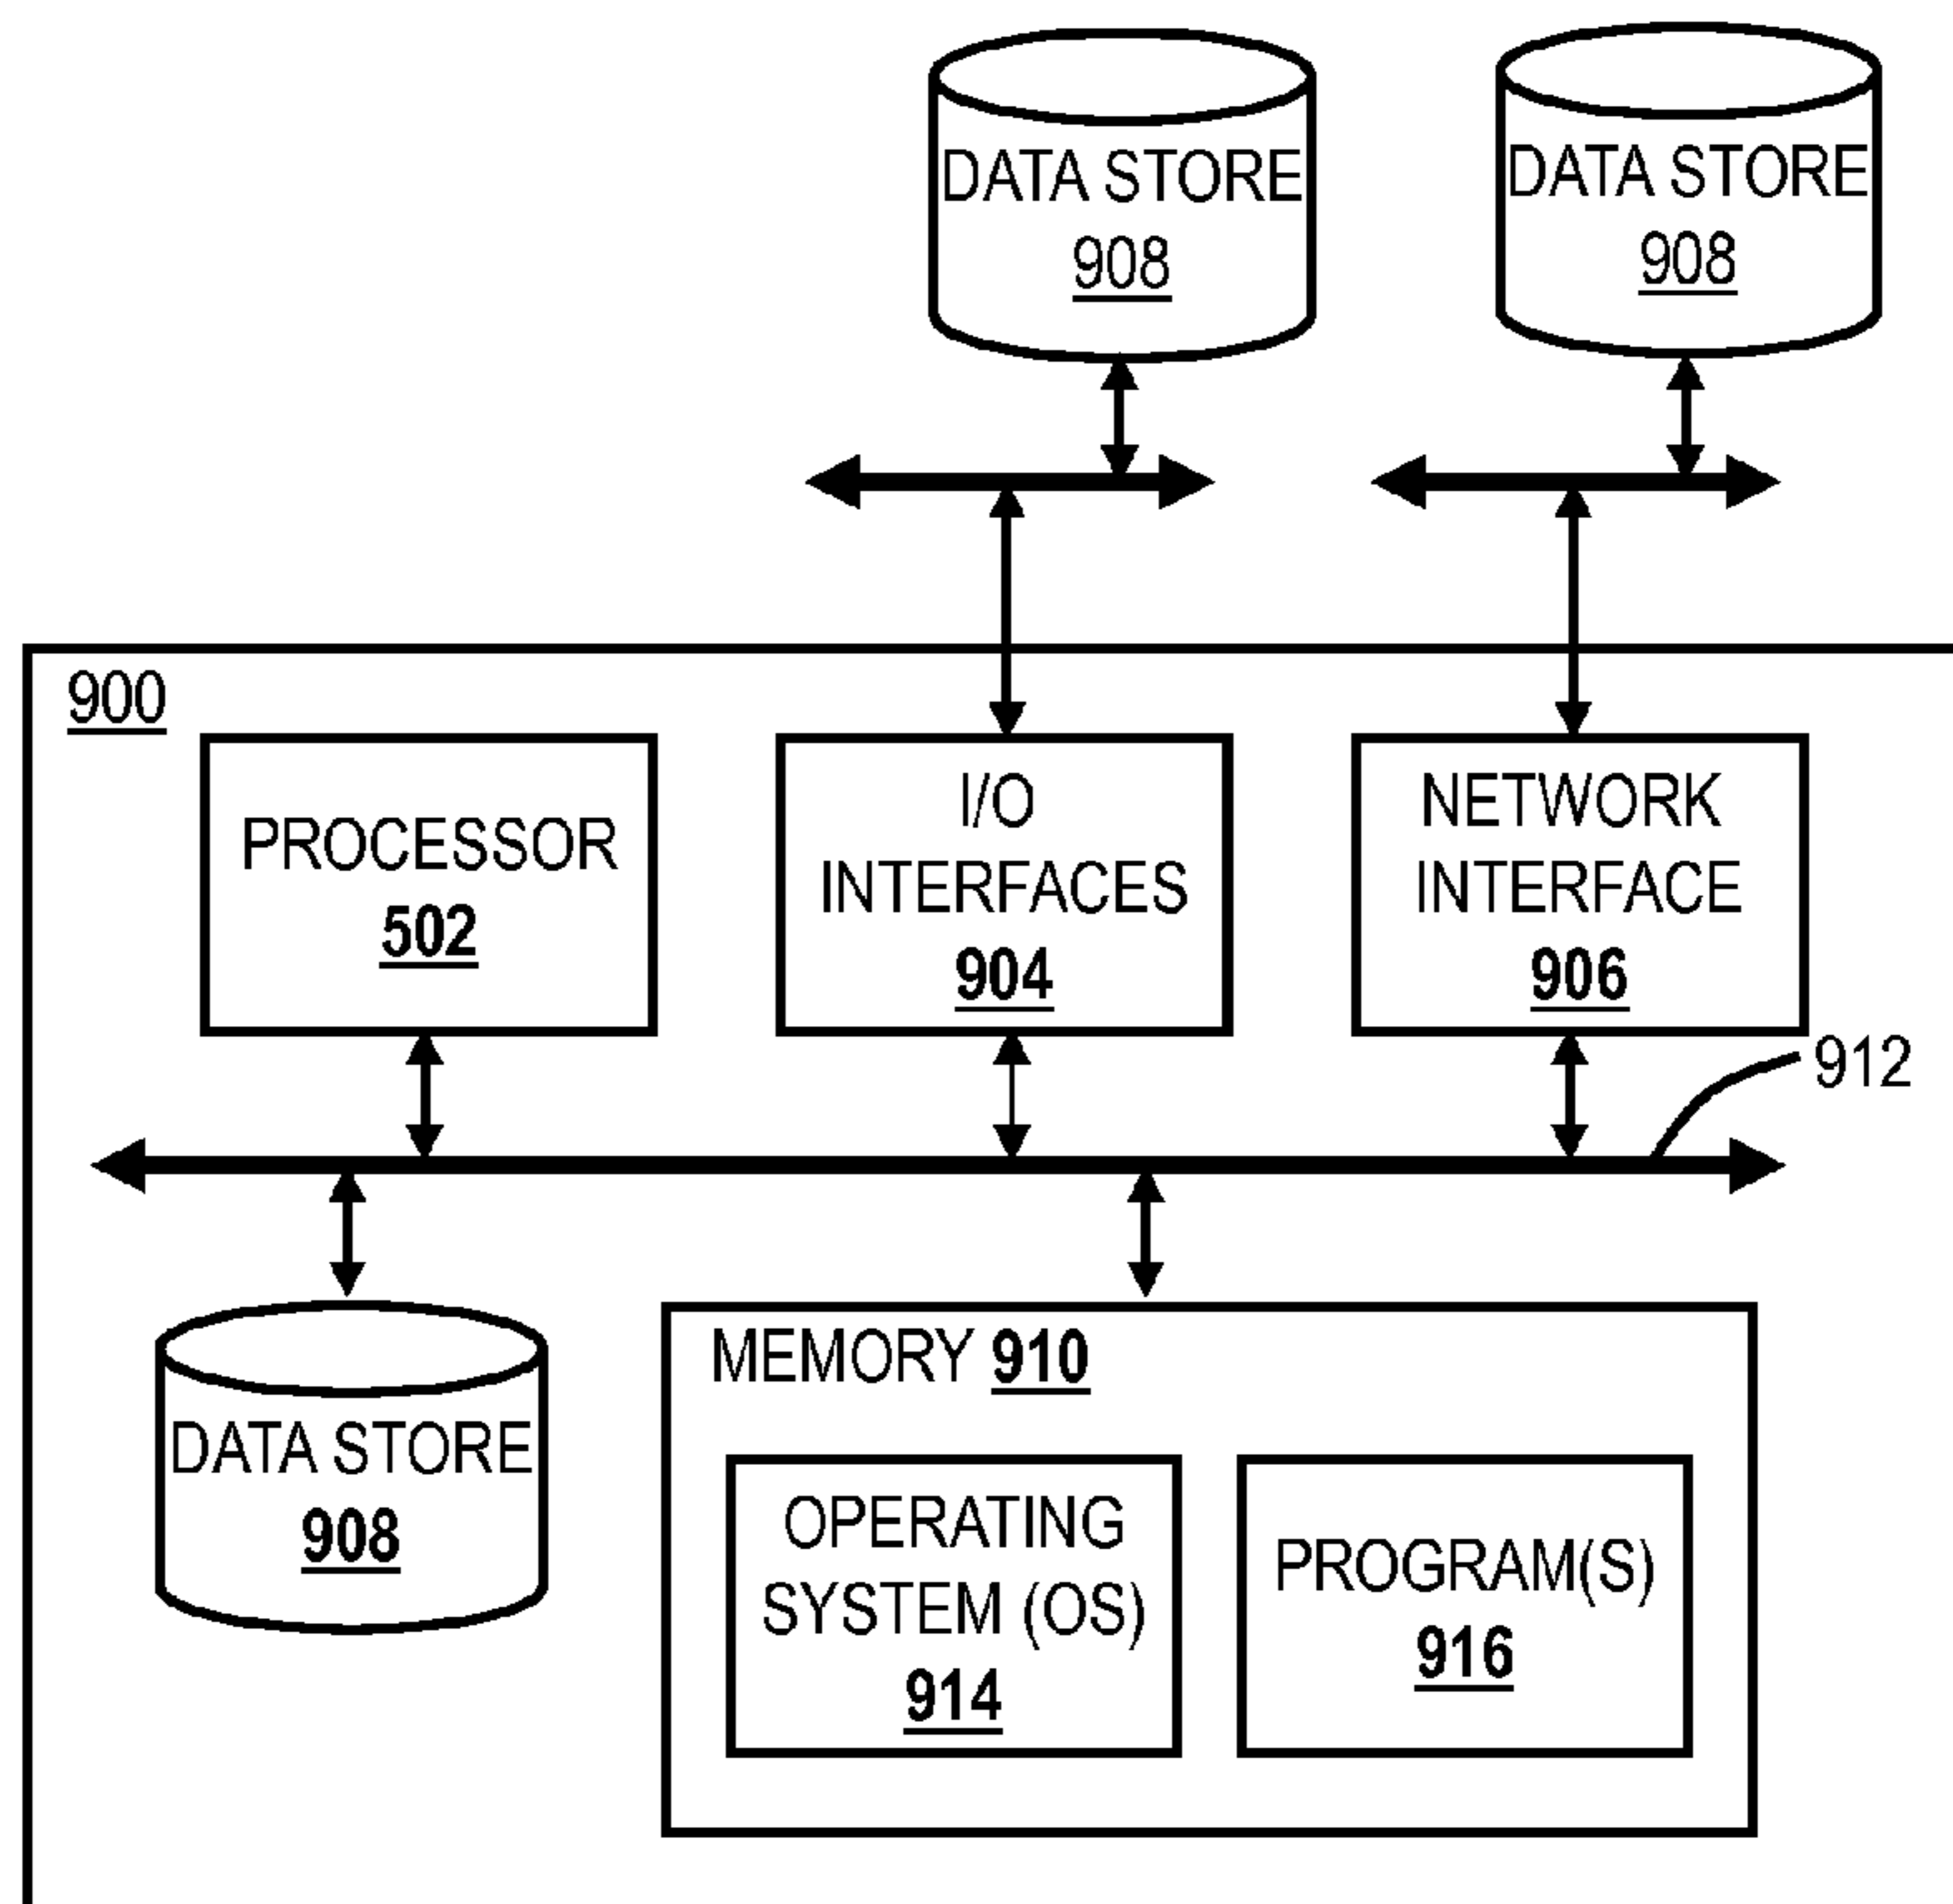 DATA STORE
908
DATA STORE
908
900
PROCESSOR
502
I/O
INTERFACES
904
NETWORK
INTERFACE
906
912
DATA STORE
908
MEMORY 910
OPERATING
SYSTEM (OS)
914
PROGRAM(S)
916